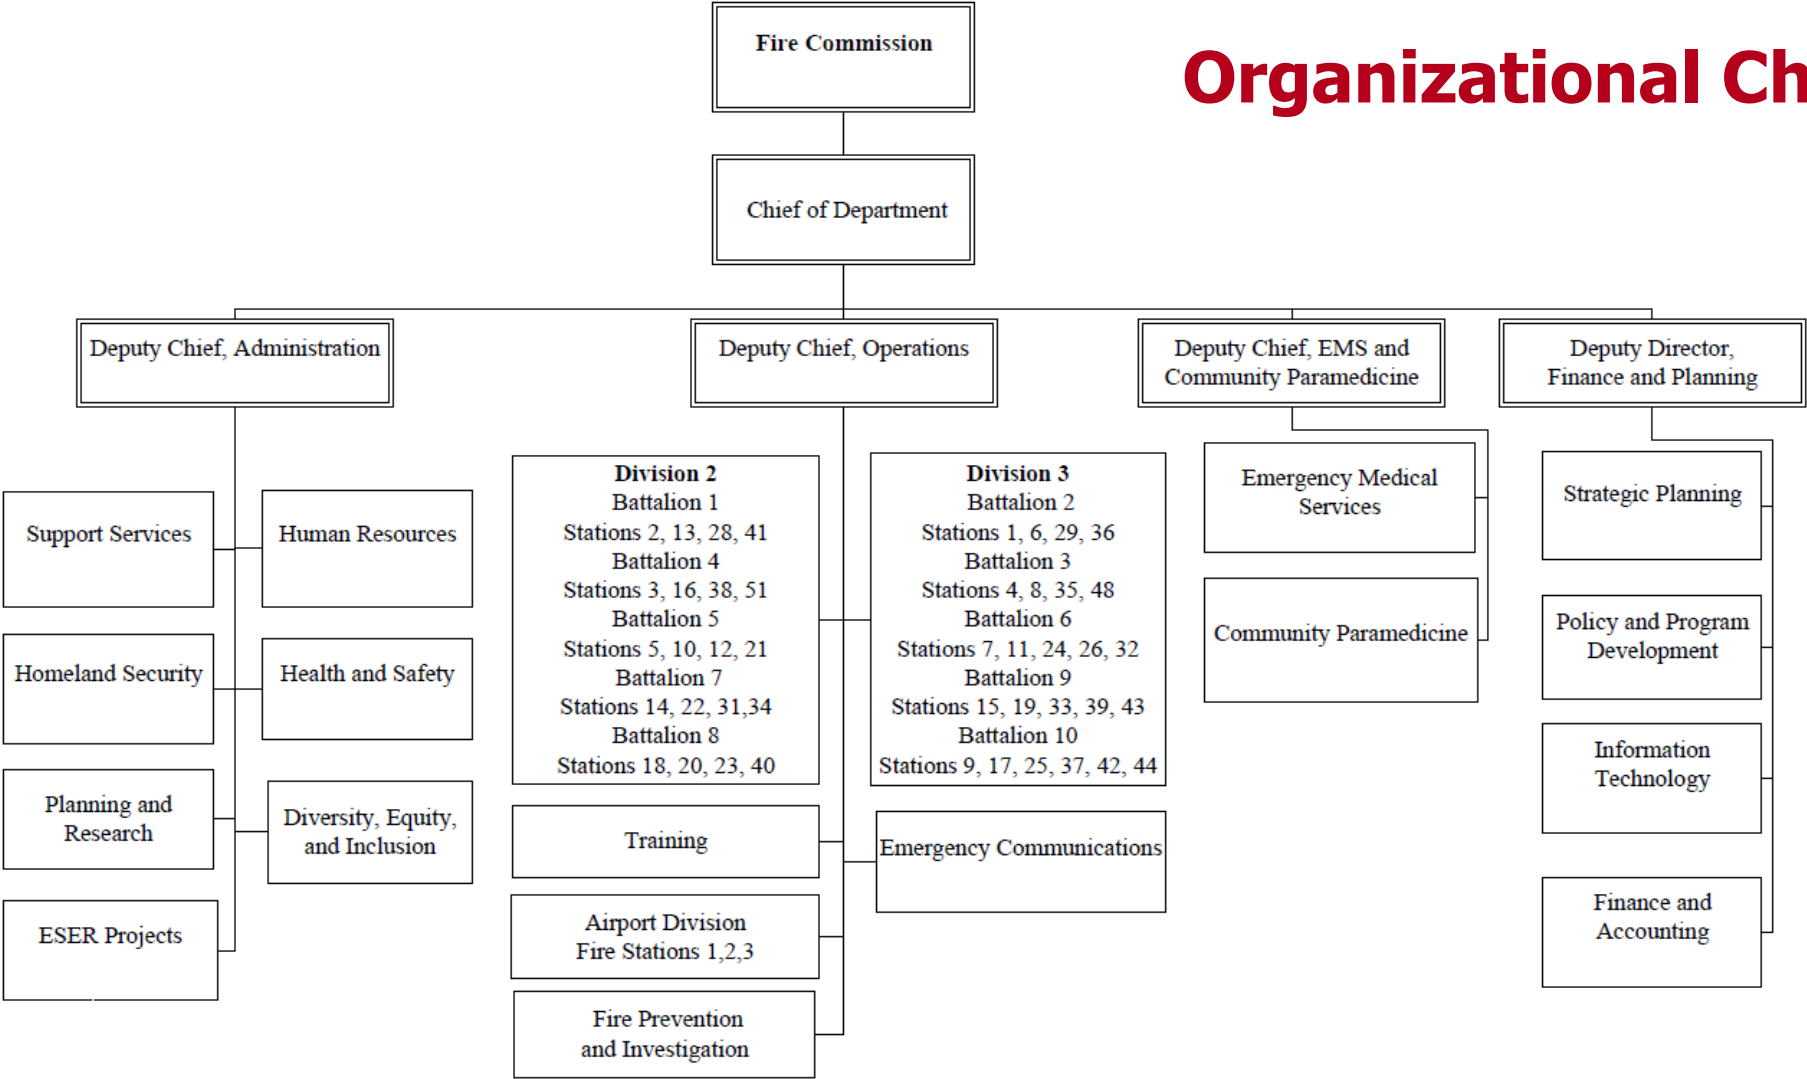 Fire Commission
Organizational Ch
Chief of Department
Deputy Chief, Administration
Deputy Chief, Operations
Deputy Chief, EMS and
Community Paramedicine
Deputy Director,
Finance and Planning
Support Services
Human Resources
Homeland Security
Health and Safety
Planning and
Research
Diversity, Equity,
and Inclusion
ESER Projects
Division 2
Battalion 1
Stations 2, 13, 28, 41
Battalion 4
Stations 3, 16, 38, 51
Battalion 5
Stations 5, 10, 12, 21
Battalion 7
Stations 14, 22, 31,34
Battalion 8
Stations 18, 20, 23, 40
Division 3
Battalion 2
Stations 1, 6, 29, 36
Battalion 3
Stations 4, 8, 35, 48
Battalion 6
Stations 7, 11, 24, 26, 32
Battalion 9
Stations 15, 19, 33, 39, 43
Battalion 10
Stations 9, 17, 25, 37, 42, 44
Training
Emergency Communications
Airport Division
Fire Stations 1,2,3
Fire Prevention
and Investigation
Emergency Medical
Services
Community Paramedicine
Strategic Planning
Policy and Program
Development
Information
Technology
Finance and
Accounting